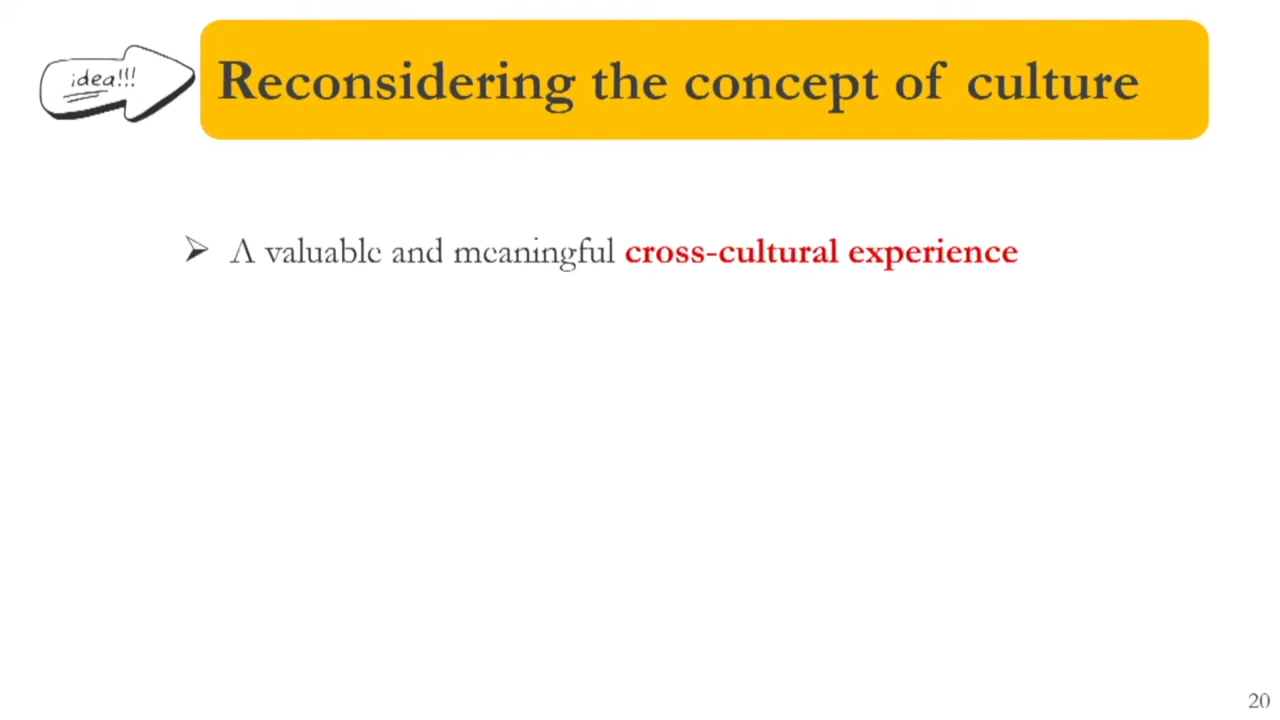 idea!!!
Reconsidering the concept of culture
A valuable and meaningful cross-cultural experience
20